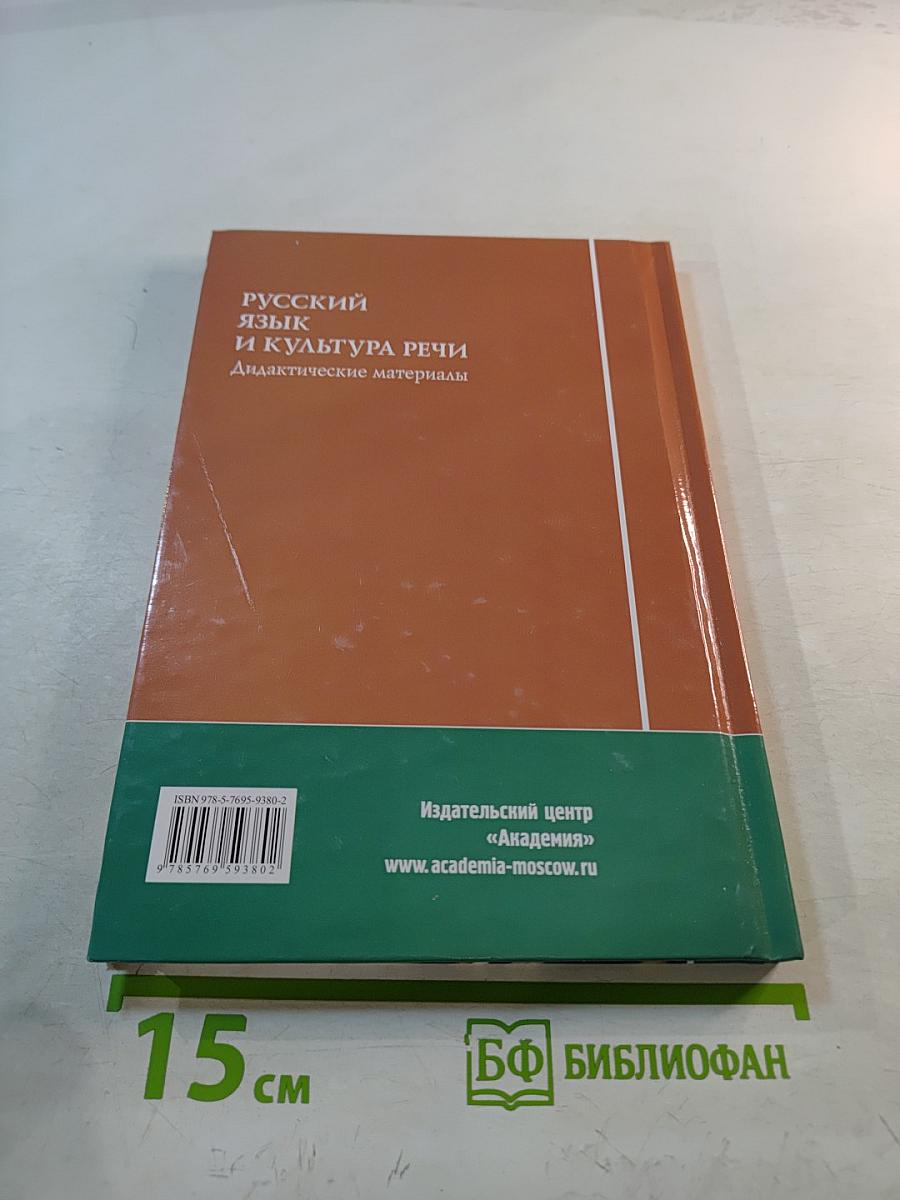 РУССКИЙ
ЯЗЫК
И КУЛЬТУРА РЕЧИ
Дидактические материалы
ISBN 978-5-7695-9380-2
9 785769 593802
Издательский центр
«Академия»
www.academia-moscow.ru
15 см
БФ БИБЛИОФАН